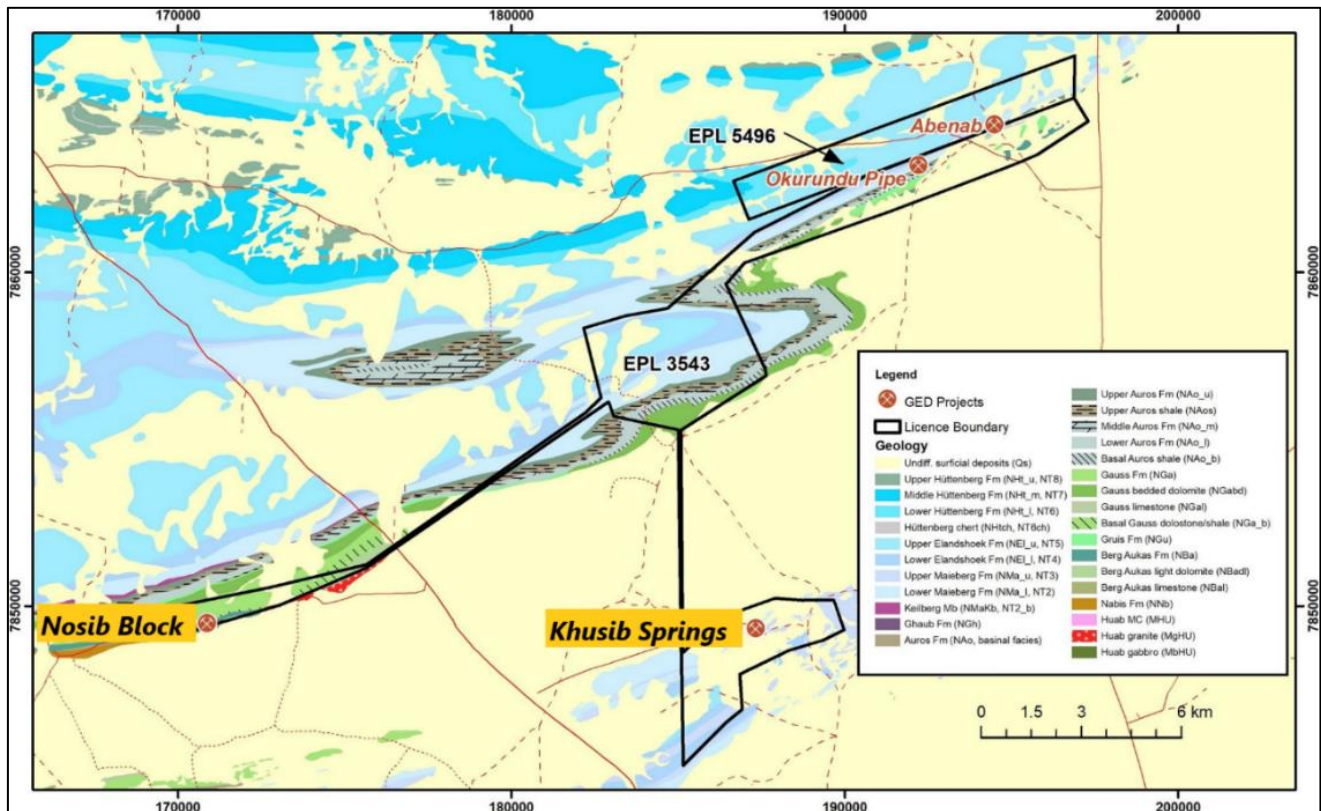 170000 180000 190000 200000
EPL 5496
Abenab
Okurundu Pipe
7860000
7860000
EPL 3543
7850000
7850000
Nosib Block
Khusib Springs
Legend
GED Projects
Licence Boundary
Geology
Undiff. surficial deposits (Qs)
Upper Hüttenberg Fm (NHt_u, NT8)
Middle Hüttenberg Fm (NHt_m, NT7)
Lower Hüttenberg Fm (NHt_l, NT6)
Hüttenberg chert (NHtch, NT6ch)
Upper Elandshoek Fm (NEl_u, NT5)
Lower Elandshoek Fm (NEl_l, NT4)
Upper Maieberg Fm (NMa_u, NT3)
Lower Maieberg Fm (NMa_l, NT2)
Keilberg Mb (NMaKb, NT2_b)
Ghaub Fm (NGh)
Auros Fm (NAo, basinal facies)
Upper Auros Fm (NAo_u)
Upper Auros shale (NAos)
Middle Auros Fm (NAo_m)
Lower Auros Fm (NAo_l)
Basal Auros shale (NAo_b)
Gauss Fm (NGa)
Gauss bedded dolomite (NGabd)
Gauss limestone (NGal)
Basal Gauss dolostone/shale (NGa_b)
Gruis Fm (NGu)
Berg Aukas Fm (NBa)
Berg Aukas light dolomite (NBadl)
Berg Aukas limestone (NBal)
Nabis Fm (NNb)
Huab MC (MHU)
Huab granite (MgHU)
Huab gabbro (MbHU)
0 1.5 3 6 km
170000 180000 190000 200000